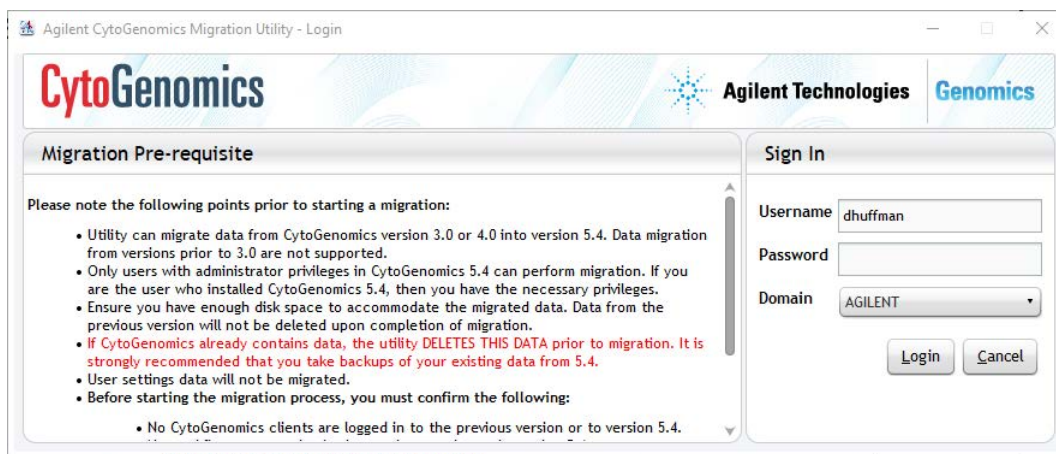 Agilent CytoGenomics Migration Utility - Login
CytoGenomics
Agilent Technologies
Genomics
Migration Pre-requisite
Please note the following points prior to starting a migration:
• Utility can migrate data from CytoGenomics version 3.0 or 4.0 into version 5.4. Data migration
from versions prior to 3.0 are not supported.
• Only users with administrator privileges in CytoGenomics 5.4 can perform migration. If you
are the user who installed CytoGenomics 5.4, then you have the necessary privileges.
• Ensure you have enough disk space to accommodate the migrated data. Data from the
previous version will not be deleted upon completion of migration.
• If CytoGenomics already contains data, the utility DELETES THIS DATA prior to migration. It is
strongly recommended that you take backups of your existing data from 5.4.
• User settings data will not be migrated.
• Before starting the migration process, you must confirm the following:
• No CytoGenomics clients are logged in to the previous version or to version 5.4.
Sign In
Username dhuffman
Password
Domain AGILENT
Login Cancel